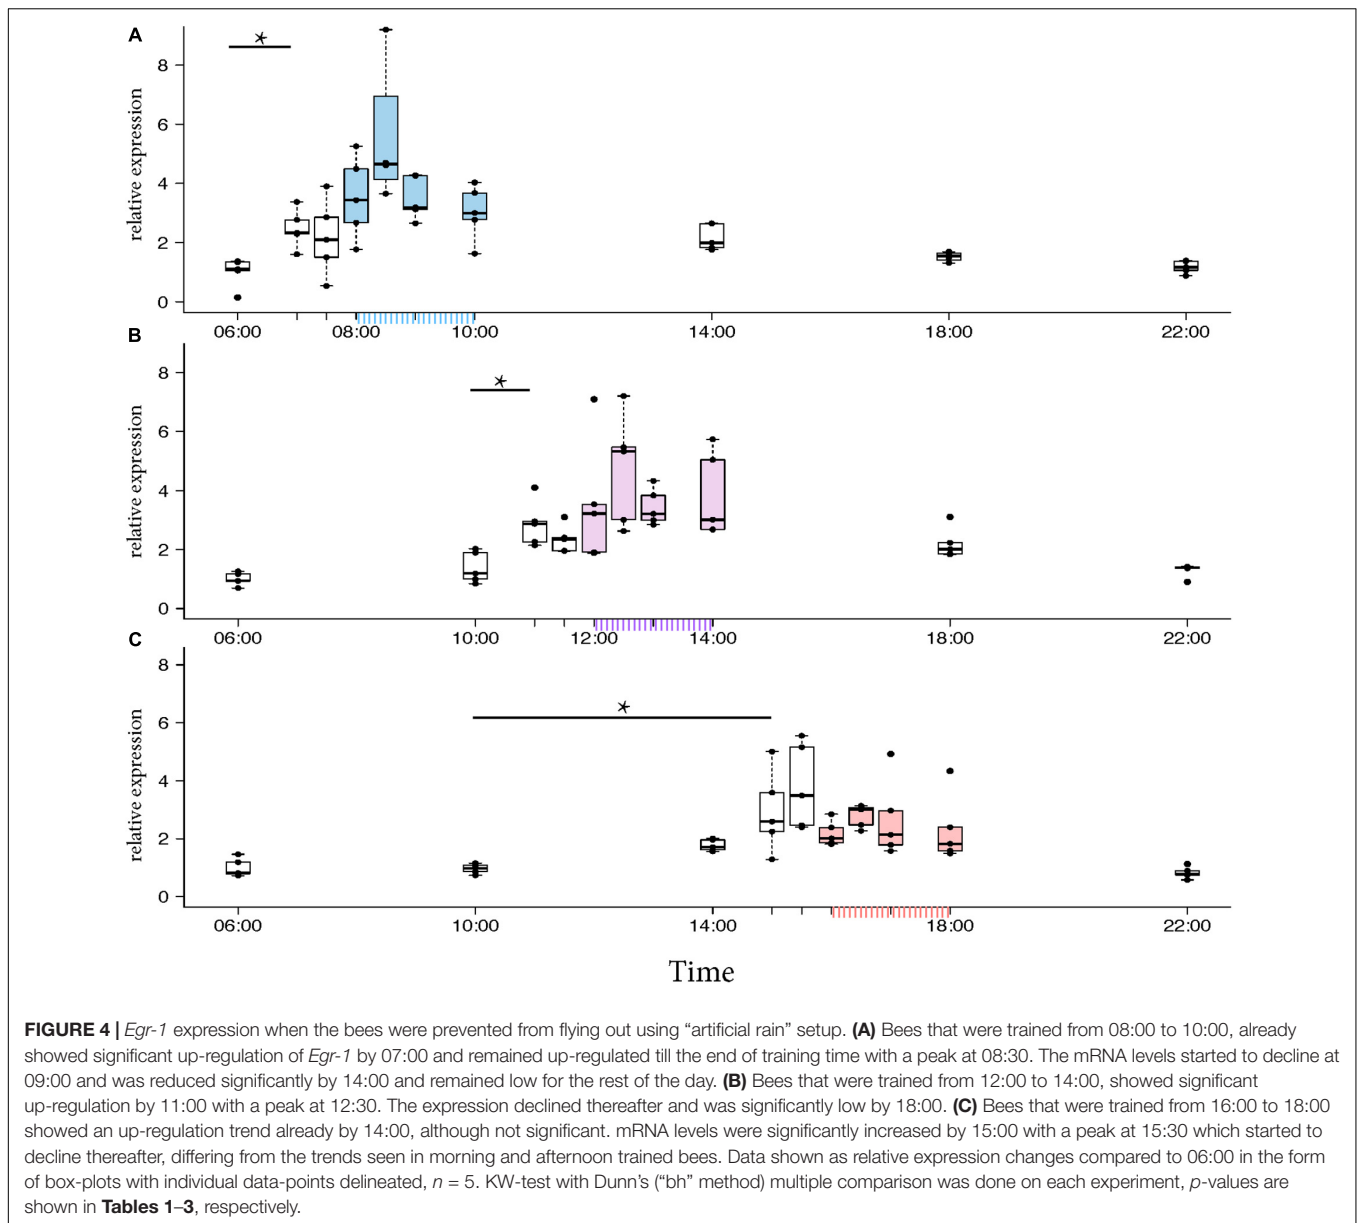 A
*
8
6
4
2
0
relative expression
06:00 08:00 10:00 14:00 18:00 22:00
B
*
8
6
4
2
0
relative expression
06:00 10:00 12:00 14:00 18:00 22:00
C
*
8
6
4
2
0
relative expression
06:00 10:00 14:00 18:00 22:00
Time
FIGURE 4 | Egr-1 expression when the bees were prevented from flying out using “artificial rain” setup. (A) Bees that were trained from 08:00 to 10:00, already
showed significant up-regulation of Egr-1 by 07:00 and remained up-regulated till the end of training time with a peak at 08:30. The mRNA levels started to decline at
09:00 and was reduced significantly by 14:00 and remained low for the rest of the day. (B) Bees that were trained from 12:00 to 14:00, showed significant
up-regulation by 11:00 with a peak at 12:30. The expression declined thereafter and was significantly low by 18:00. (C) Bees that were trained from 16:00 to 18:00
showed an up-regulation trend already by 14:00, although not significant. mRNA levels were significantly increased by 15:00 with a peak at 15:30 which started to
decline thereafter, differing from the trends seen in morning and afternoon trained bees. Data shown as relative expression changes compared to 06:00 in the form
of box-plots with individual data-points delineated, n = 5. KW-test with Dunn’s (“bh” method) multiple comparison was done on each experiment, p-values are
shown in Tables 1–3, respectively.